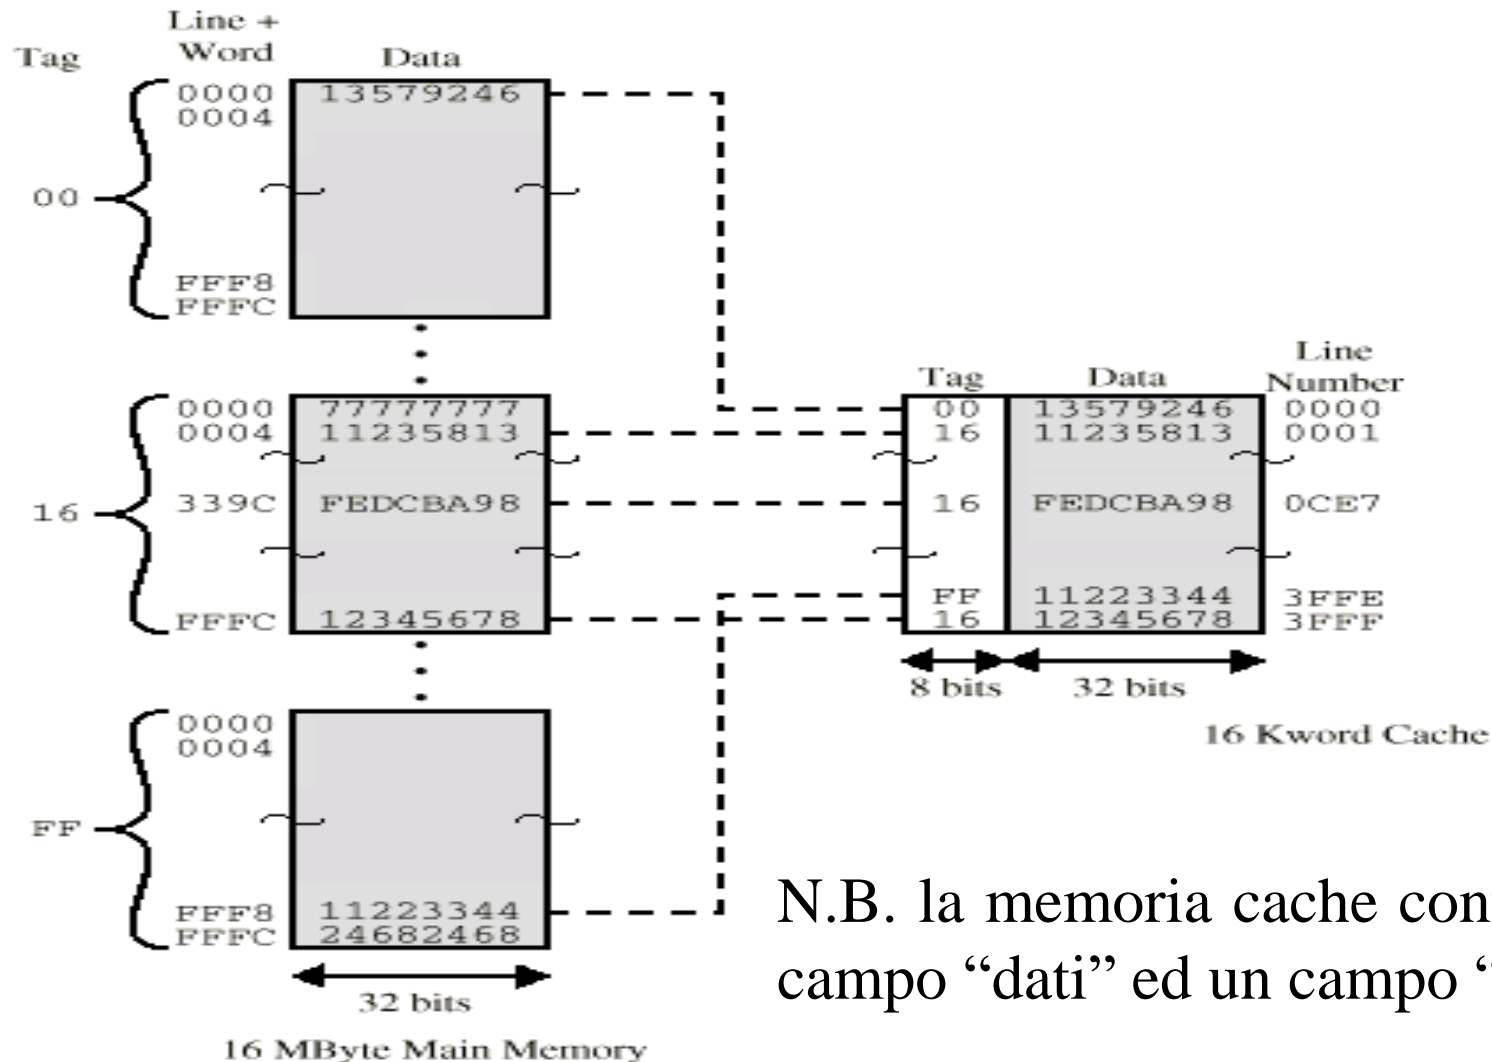 Line +
Tag Word Data
0000 13579246
0004
00
FFF8
FFFC
0000 77777777
0004 11235813
16 339C FEDCBA98
FFFC 12345678
0000
0004
FF
FFF8 11223344
FFFC 24682468
32 bits
16 MByte Main Memory
Line
Tag Data Number
00 13579246 0000
16 11235813 0001
16 FEDCBA98 0CE7
FF 11223344 3FFE
16 12345678 3FFF
8 bits 32 bits
16 Kword Cache
N.B. la memoria cache con
campo “dati” ed un campo “